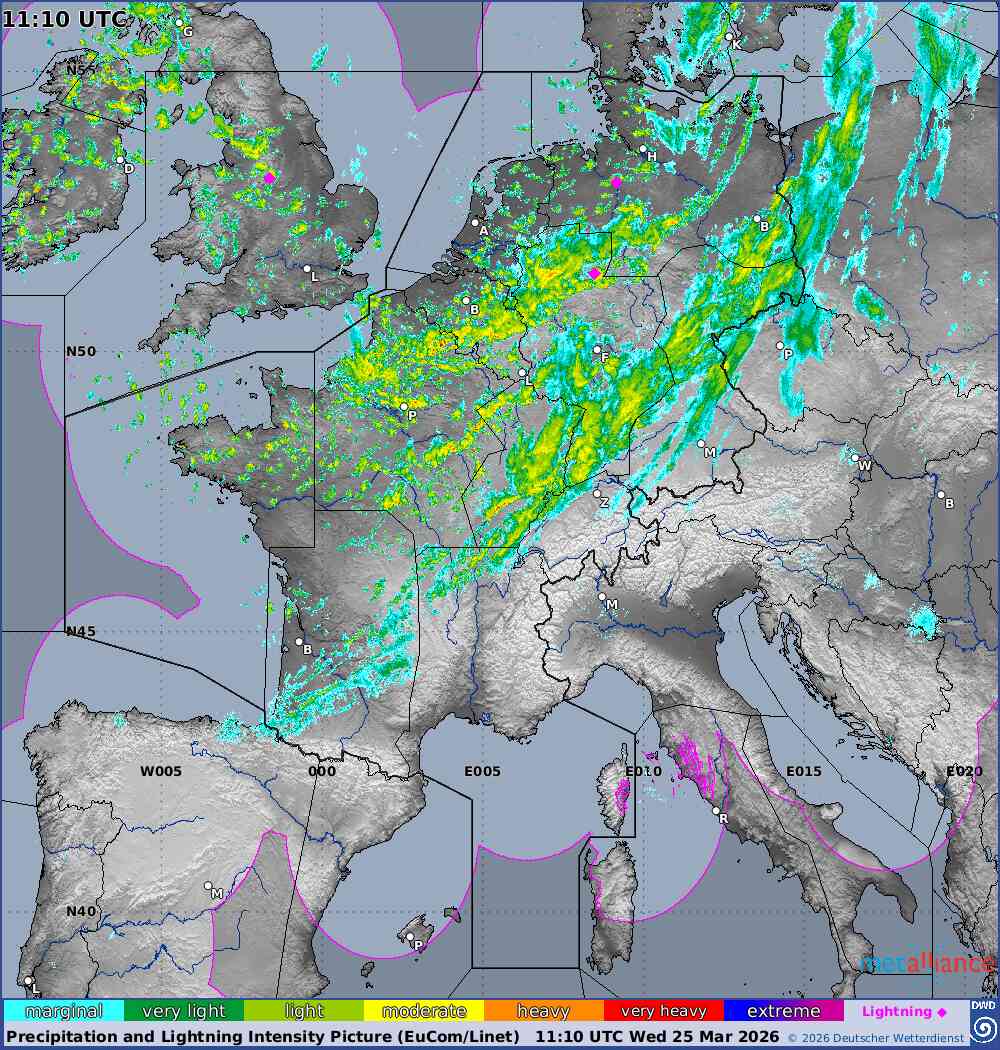 11:10 UTC
G
K
N55
D
H
A
B
L
B
N50
F
P
L
P
M
W
Z
B
M
N45
B
W005
000
E005
E010
E015
E020
R
M
N40
P
metalliance
L
marginal very light light moderate heavy very heavy extreme Lightning ◆ DWD
Precipitation and Lightning Intensity Picture (EuCom/Linet) 11:10 UTC Wed 25 Mar 2026 © 2026 Deutscher Wetterdienst